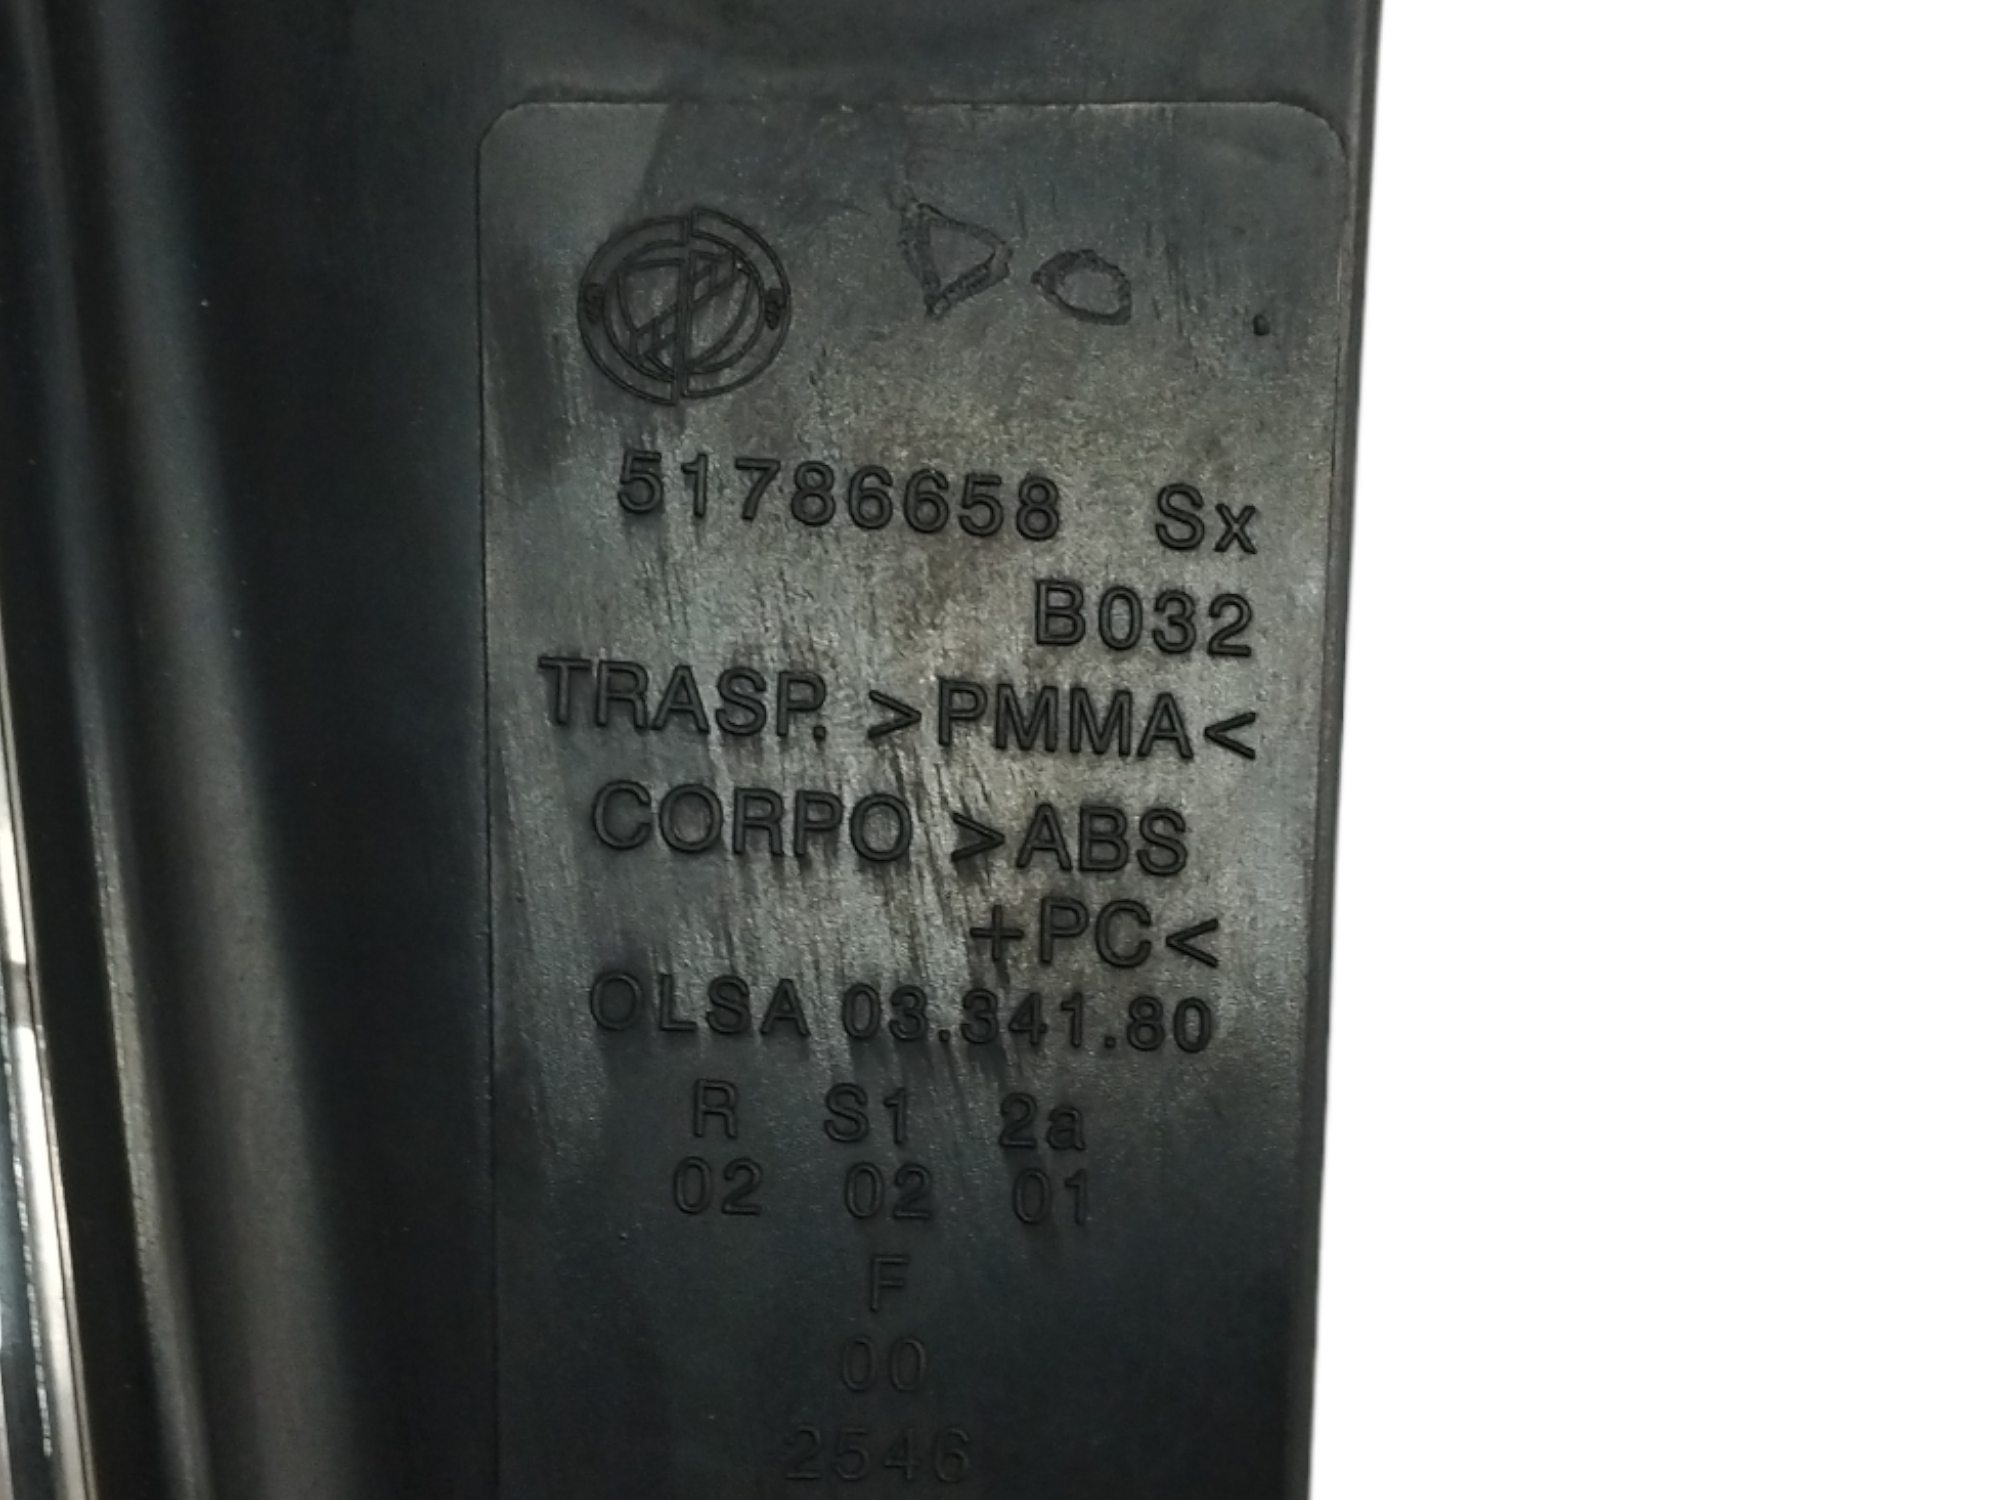 DO
51786658 Sx
B032
TRASP. >PMMA<
CORPO >ABS
+PC<
OLSA 03.341.80
R S1 2a
02 02 01
F
00
2546